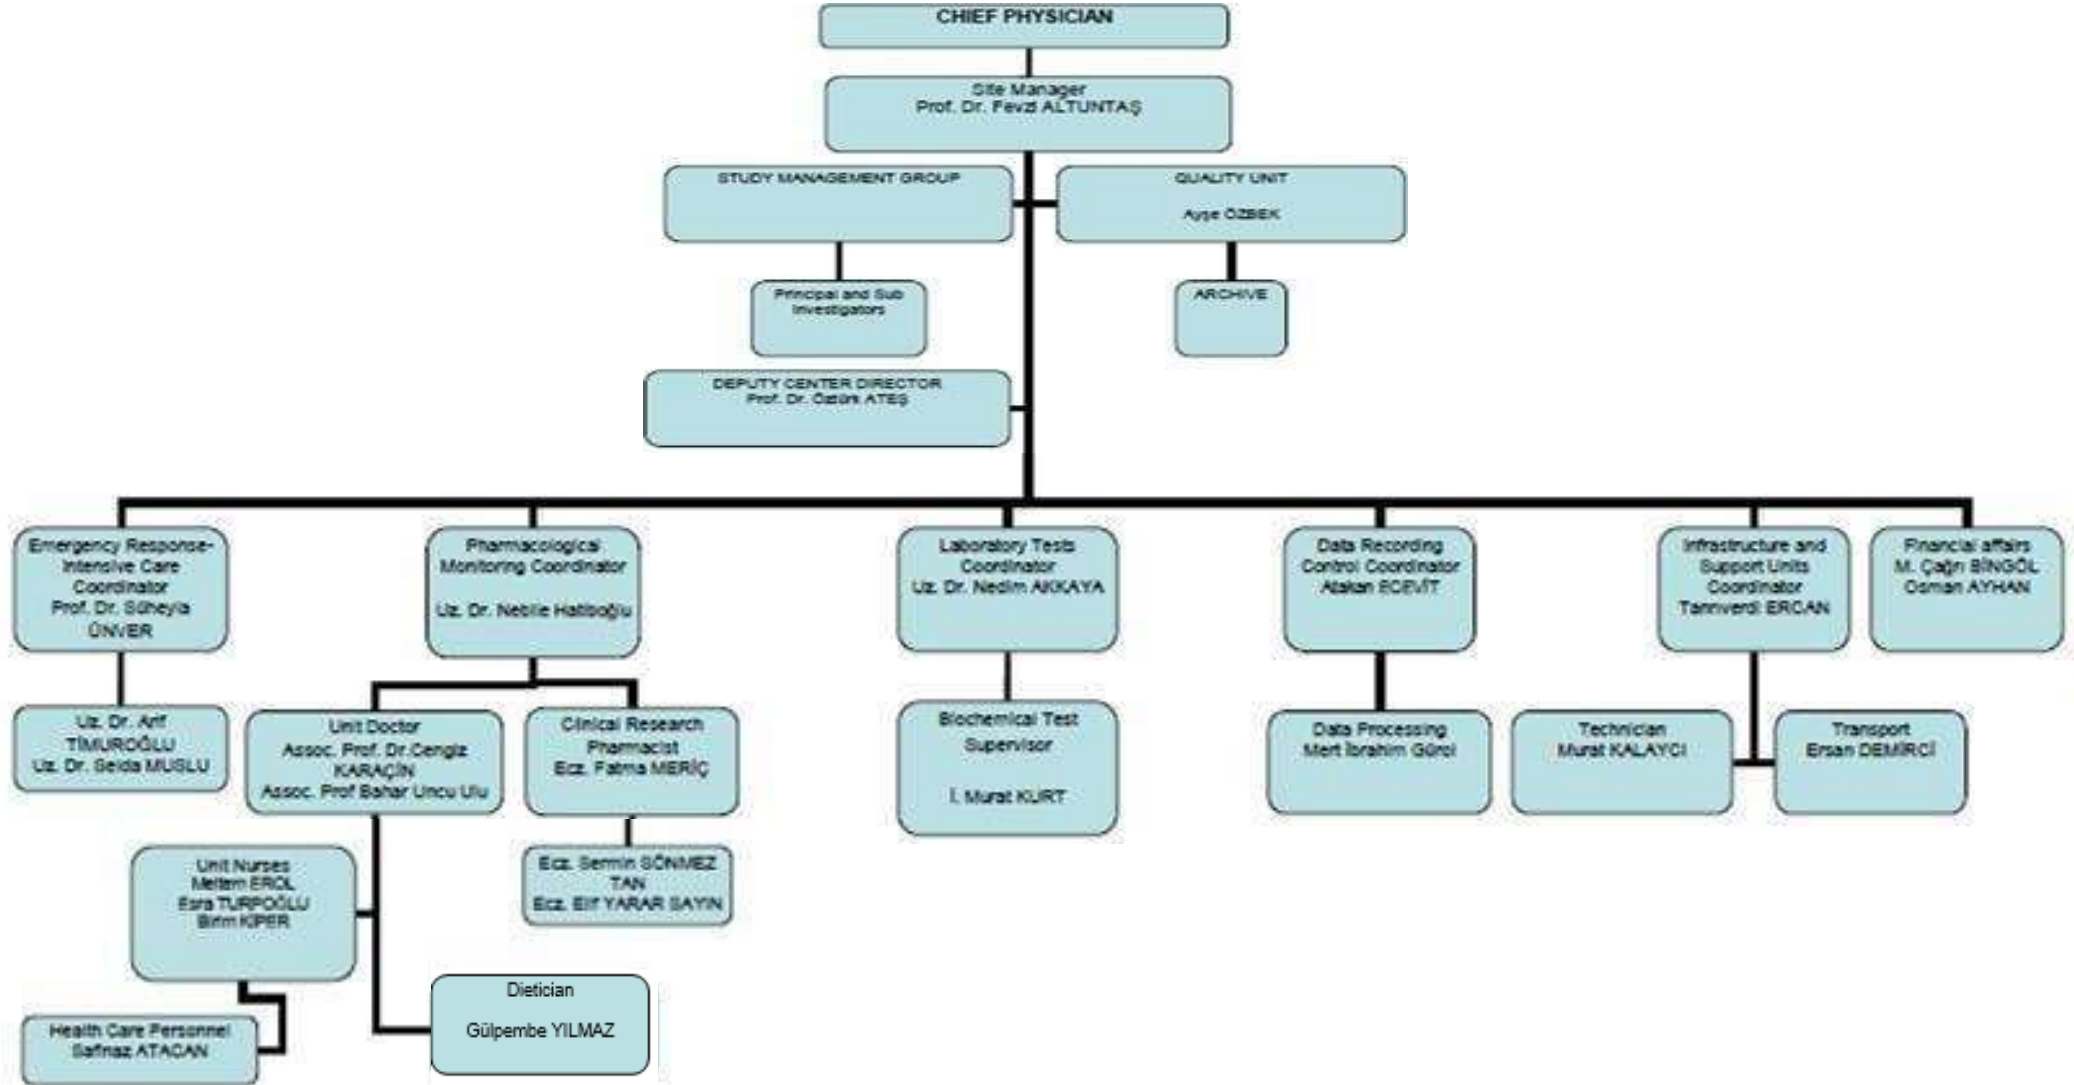 CHIEF PHYSICIAN
Site Manager
Prof. Dr. Fevzi ALTUNTAŞ
STUDY MANAGEMENT GROUP
QUALITY UNIT
Ayşe ÖZBEK
Principal and Sub
Investigators
ARCHIVE
DEPUTY CENTER DIRECTOR
Prof. Dr. Öztürk ATEŞ
Emergency Response-
Intensive Care
Coordinator
Prof. Dr. Süheyla
ÜNVER
Pharmacological
Monitoring Coordinator
Uz. Dr. Nebile Hatiboğlu
Laboratory Tests
Coordinator
Uz. Dr. Nedim AKKAYA
Data Recording
Control Coordinator
Atakan ECEVİT
Infrastructure and
Support Units
Coordinator
Tanrıverdi ERCAN
Financial affairs
M. Çağrı BİNGÖL
Osman AYHAN
Uz. Dr. Arif
TİMUROĞLU
Uz. Dr. Selda MUSLU
Unit Doctor
Assoc. Prof. Dr.Cengiz
KARAÇİN
Assoc. Prof Bahar Uncu Ulu
Clinical Research
Pharmacist
Ecz. Fatma MERİÇ
Biochemical Test
Supervisor
İ. Murat KURT
Data Processing
Mert İbrahim Gürol
Technician
Murat KALAYCI
Transport
Ersan DEMİRCİ
Unit Nurses
Meltem EROL
Esra TURPOĞLU
Birim KİPER
Ecz. Sermin SÖNMEZ
TAN
Ecz. Elif YARAR SAYIN
Dietician
Gülpembe YILMAZ
Health Care Personnel
Safinaz ATACAN